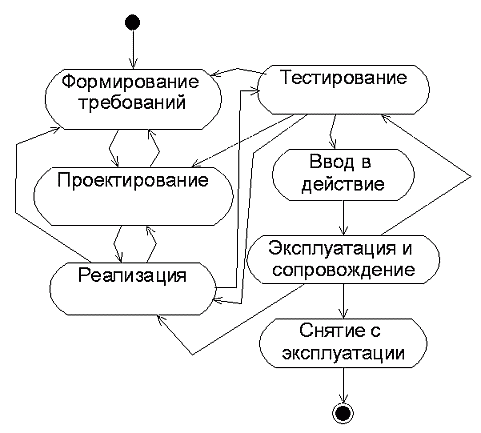 Формирование
требований
Тестирование
Проектирование
Ввод в
действие
Реализация
Эксплуатация и
сопровождение
Снятие с
эксплуатации